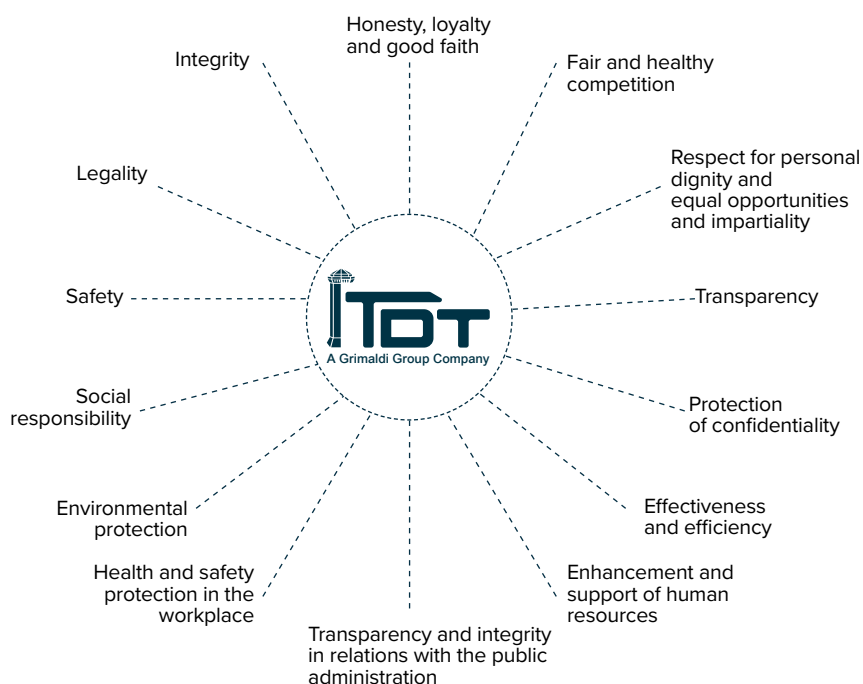 Honesty, loyalty
and good faith
Fair and healthy
competition
Respect for personal
dignity and
equal opportunities
and impartiality
Transparency
Protection
of confidentiality
Effectiveness
and efficiency
Enhancement and
support of human
resources
Transparency and integrity
in relations with the public
administration
Health and safety
protection in the
workplace
Environmental
protection
Social
responsibility
Safety
Legality
Integrity
TDT
A Grimaldi Group Company